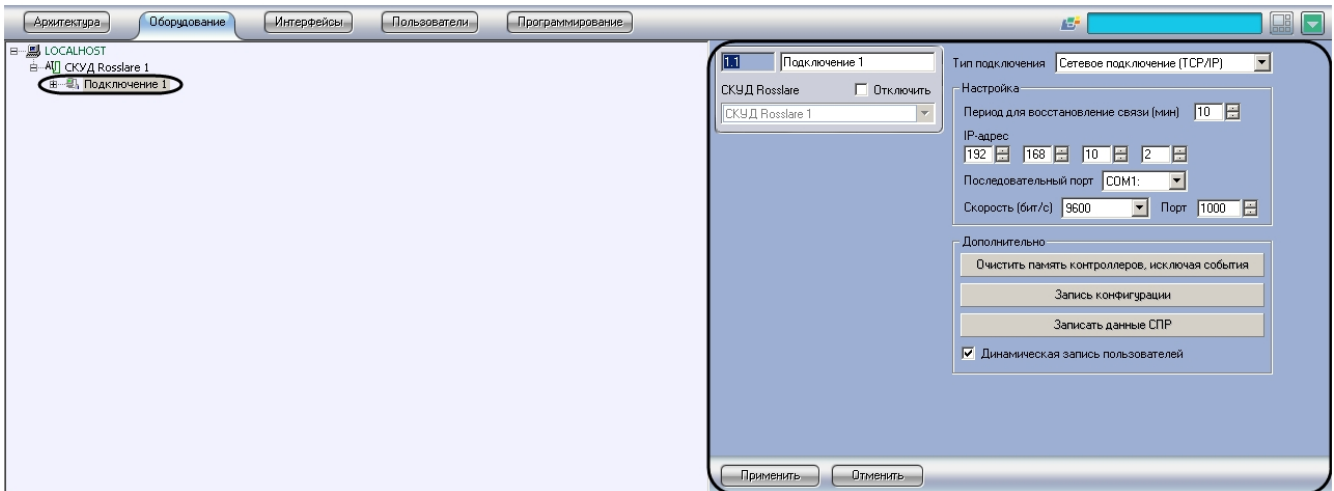 Архитектура Оборудование Интерфейсы Пользователи Программирование
LOCALHOST
СКУД Rosslare 1
Подключение 1
1.1 Подключение 1
СКУД Rosslare Отключить
СКУД Rosslare 1
Тип подключения Сетевое подключение (TCP/IP)
Настройка
Период для восстановление связи (мин) 10
IP-адрес
192 168 10 2
Последовательный порт COM1:
Скорость (бит/с) 9600 Порт 1000
Дополнительно
Очистить память контроллеров, исключая события
Запись конфигурации
Записать данные СПР
Динамическая запись пользователей
Применить Отменить